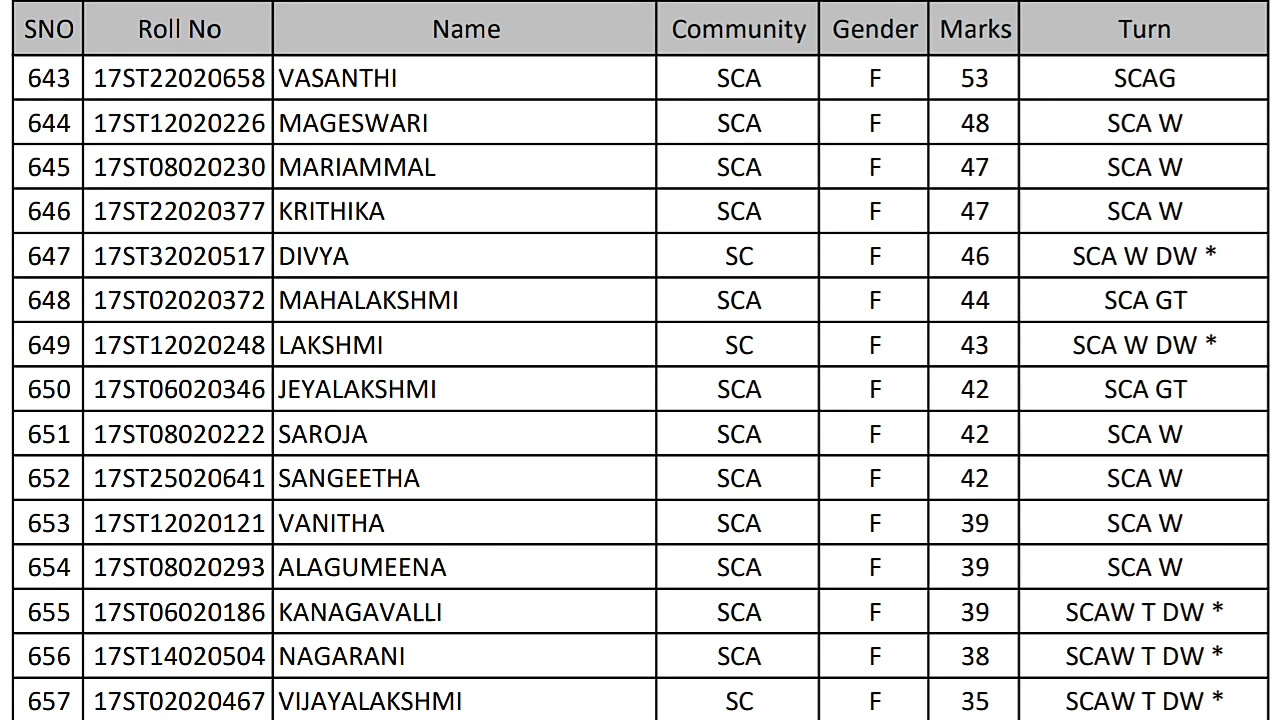 SNO Roll No Name Community Gender Marks Turn
643 17ST22020658 VASANTHI SCA F 53 SCAG
644 17ST12020226 MAGESWARI SCA F 48 SCA W
645 17ST08020230 MARIAMMAL SCA F 47 SCA W
646 17ST22020377 KRITHIKA SCA F 47 SCA W
647 17ST32020517 DIVYA SC F 46 SCA W DW *
648 17ST02020372 MAHALAKSHMI SCA F 44 SCA GT
649 17ST12020248 LAKSHMI SC F 43 SCA W DW *
650 17ST06020346 JEYALAKSHMI SCA F 42 SCA GT
651 17ST08020222 SAROJA SCA F 42 SCA W
652 17ST25020641 SANGEETHA SCA F 42 SCA W
653 17ST12020121 VANITHA SCA F 39 SCA W
654 17ST08020293 ALAGUMEENA SCA F 39 SCA W
655 17ST06020186 KANAGAVALLI SCA F 39 SCAW T DW *
656 17ST14020504 NAGARANI SCA F 38 SCAW T DW *
657 17ST02020467 VIJAYALAKSHMI SC F 35 SCAW T DW *